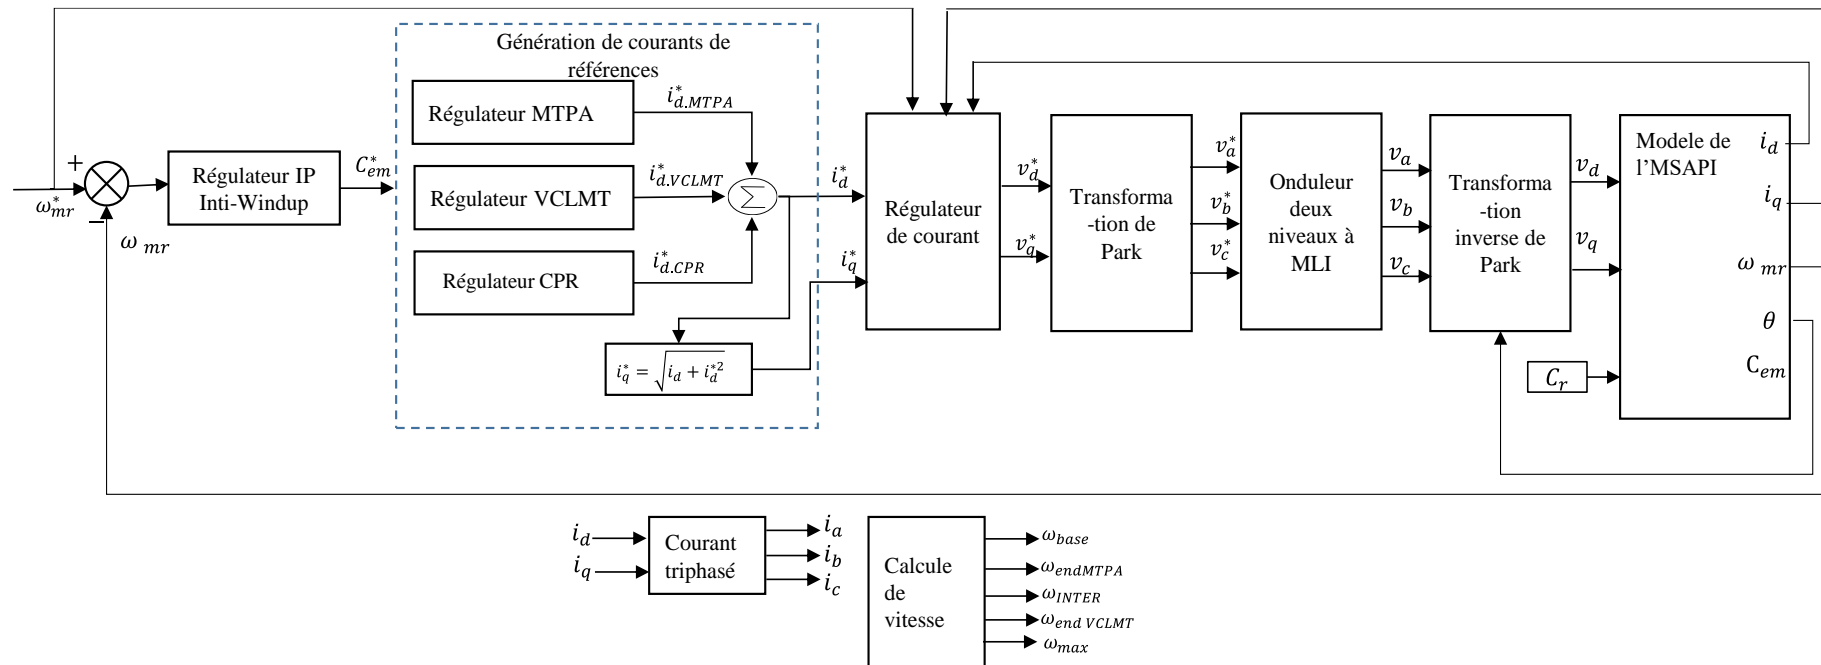 Génération de courants de
références
Régulateur MTPA
i*d.MTPA
Régulateur VCLMT
i*d.VCLMT
Régulateur CPR
i*d.CPR
∑
i*q = √(id + i*d²)
+
−
ω*mr
ω mr
Régulateur IP
Inti-Windup
C*em
i*d
i*q
Régulateur
de courant
v*d
v*q
Transforma
-tion de
Park
v*a
v*b
v*c
Onduleur
deux
niveaux à
MLI
va
vb
vc
Transforma
-tion
inverse de
Park
vd
vq
Modele de
l'MSAPI
id
iq
ω mr
θ
Cem
Cr
id
iq
Courant
triphasé
ia
ib
ic
Calcule
de
vitesse
ωbase
ωendMTPA
ωINTER
ωend VCLMT
ωmax